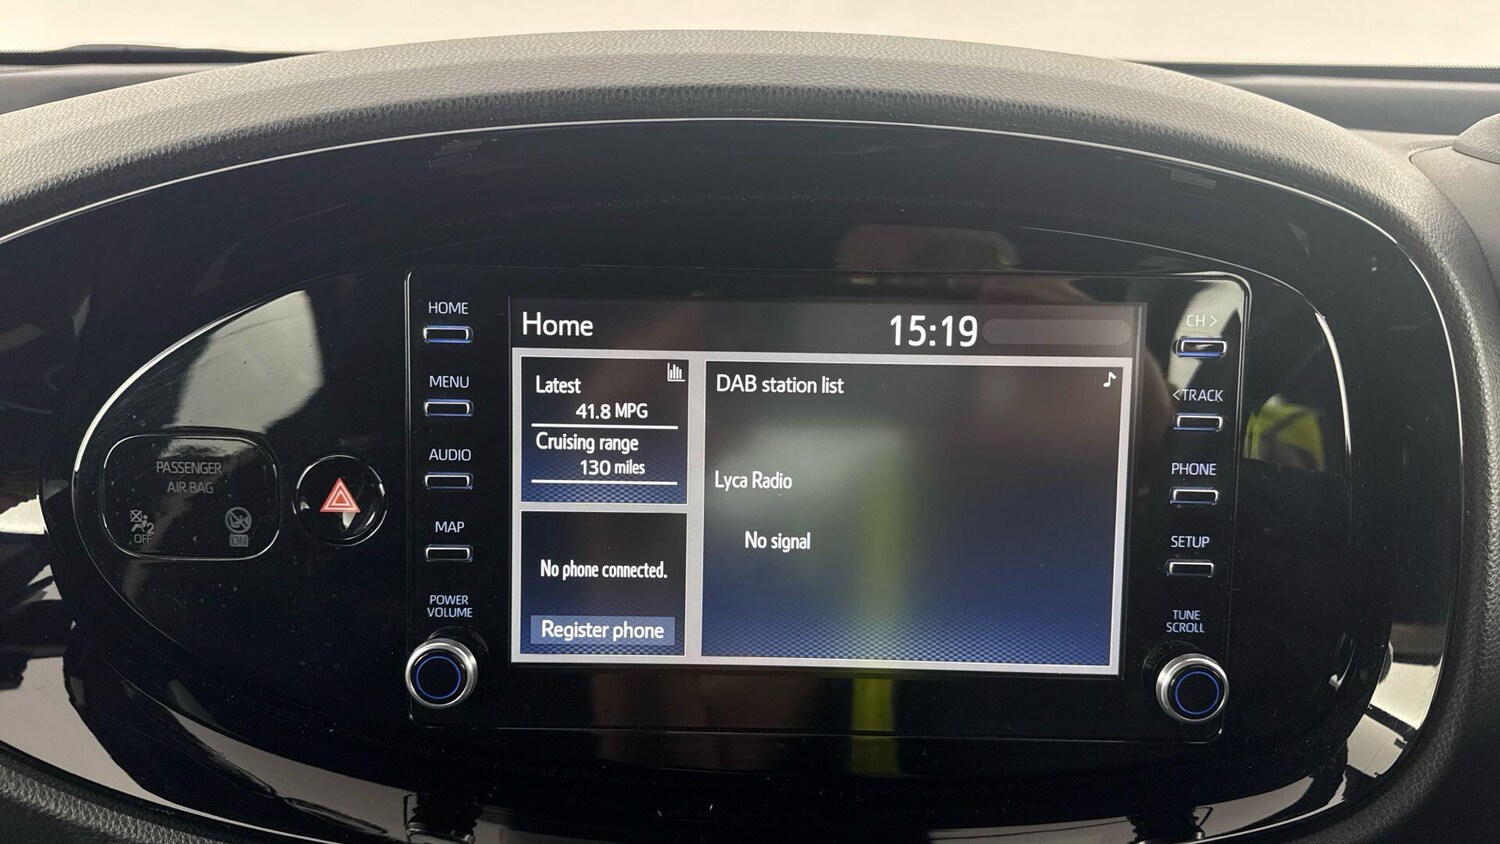 HOME
MENU
AUDIO
MAP
POWER
VOLUME
PASSENGER
AIR BAG
2
OFF
ON
Home
15:19
Latest
41.8 MPG
Cruising range
130 miles
No phone connected.
Register phone
DAB station list
Lyca Radio
No signal
CH >
< TRACK
PHONE
SETUP
TUNE
SCROLL